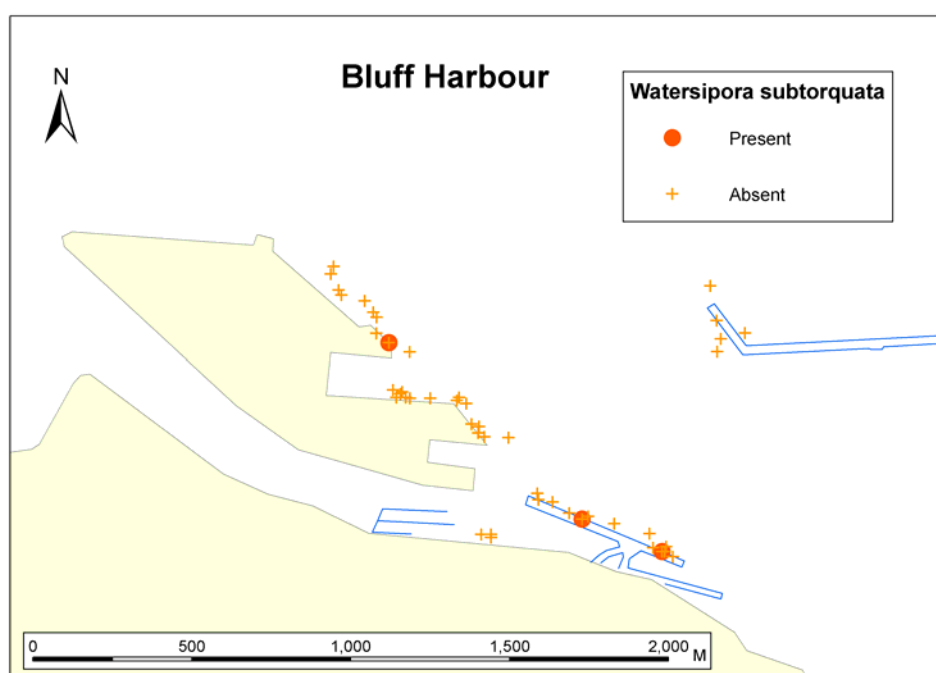 Bluff Harbour
N
Watersipora subtorquata
Present
Absent
0 500 1,000 1,500 2,000
M